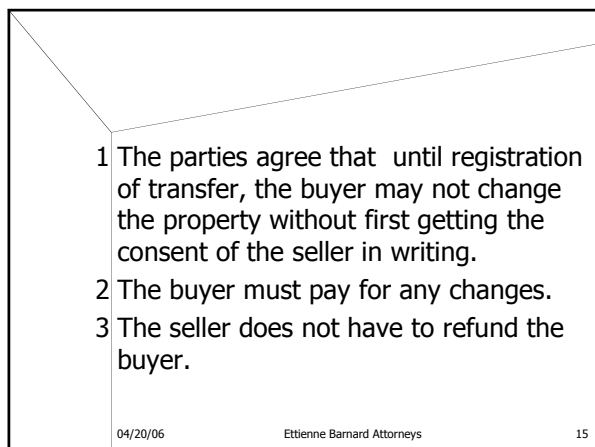 1 The parties agree that  until registration
of transfer, the buyer may not change
the property without first getting the
consent of the seller in writing.
2 The buyer must pay for any changes.
3 The seller does not have to refund the
buyer.
04/20/06 Ettienne Barnard Attorneys 15